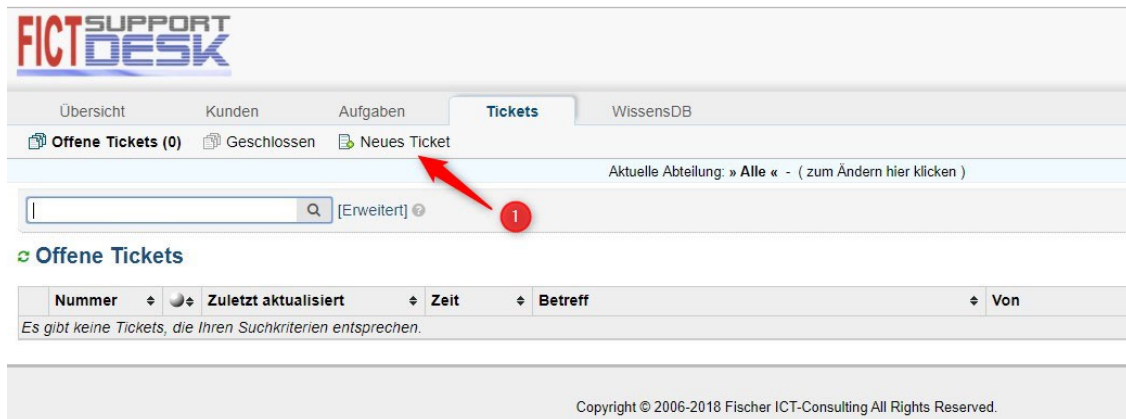 FICT SUPPORT DESK
Übersicht Kunden Aufgaben Tickets WissensDB
Offene Tickets (0) Geschlossen Neues Ticket
Aktuelle Abteilung: » Alle « - ( zum Ändern hier klicken )
[Erweitert]
1
Offene Tickets
Nummer Zuletzt aktualisiert Zeit Betreff Von
Es gibt keine Tickets, die Ihren Suchkriterien entsprechen.
Copyright © 2006-2018 Fischer ICT-Consulting All Rights Reserved.